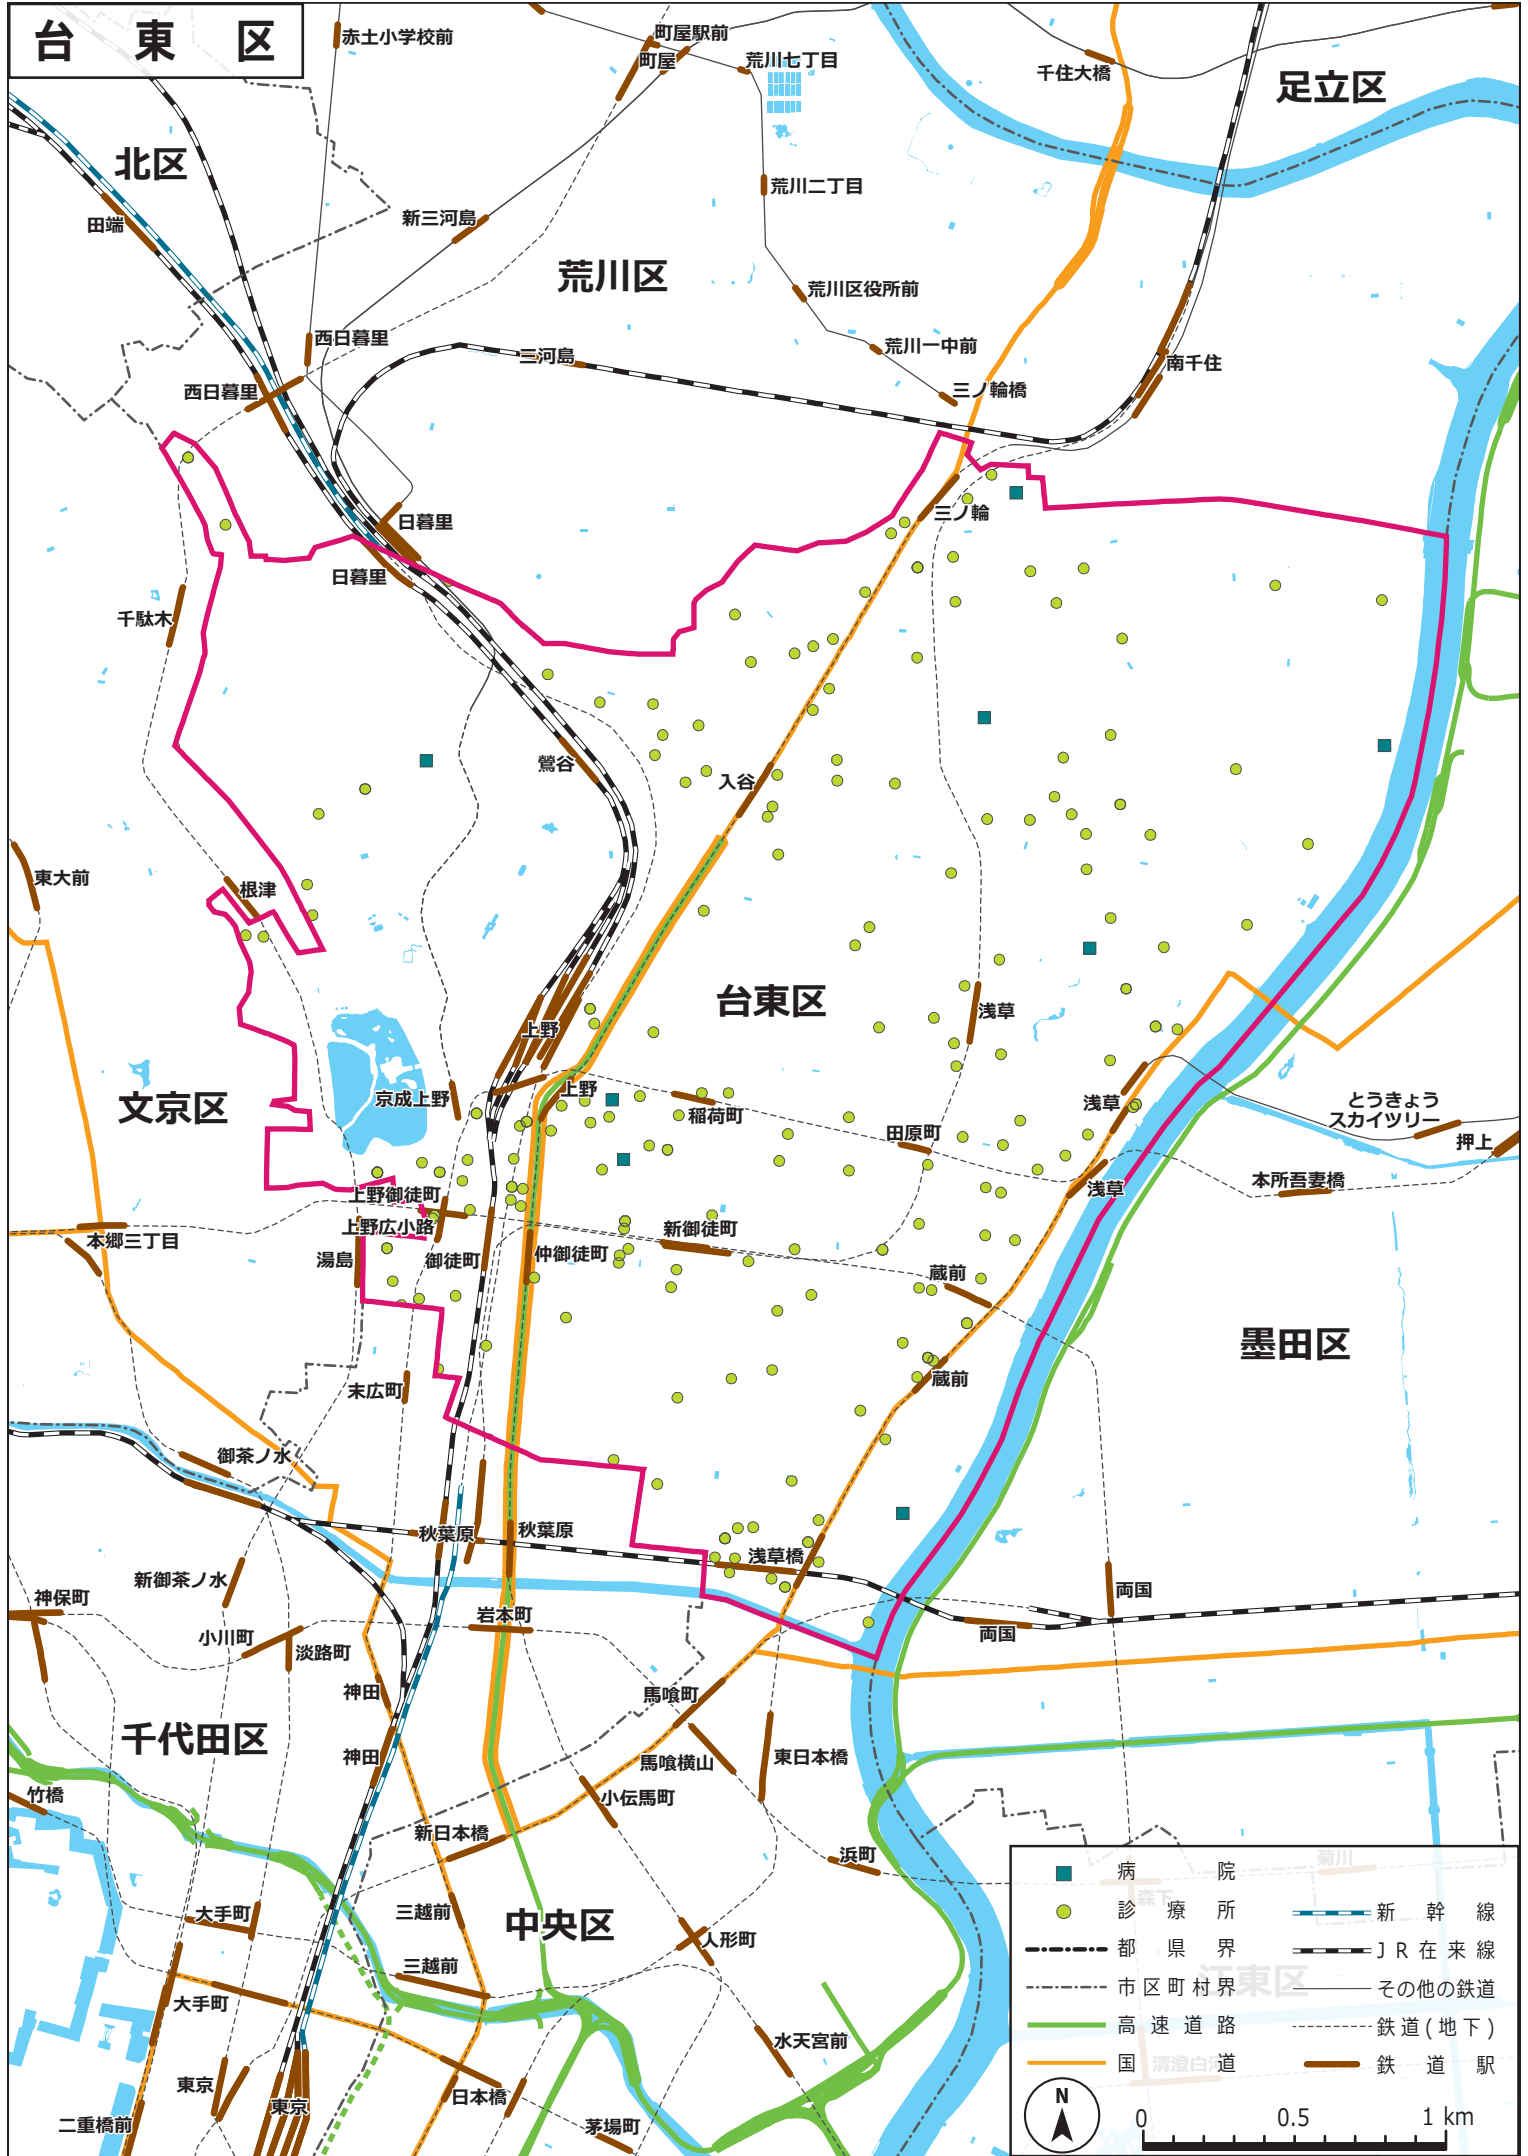 台東区
赤土小学校前
町屋駅前
町屋
荒川七丁目
千住大橋
足立区
北区
荒川二丁目
田端
新三河島
荒川区
荒川区役所前
西日暮里
荒川一中前
三河島
南千住
西日暮里
三ノ輪橋
日暮里
三ノ輪
日暮里
千駄木
鶯谷
入谷
東大前
根津
台東区
浅草
上野
上野
京成上野
文京区
稲荷町
浅草
とうきょう
スカイツリー
田原町
押上
本所吾妻橋
浅草
上野御徒町
上野広小路
新御徒町
本郷三丁目
湯島
御徒町
仲御徒町
蔵前
墨田区
末広町
蔵前
御茶ノ水
秋葉原
秋葉原
浅草橋
新御茶ノ水
両国
神保町
岩本町
小川町
両国
淡路町
神田
馬喰町
千代田区
神田
馬喰横山
東日本橋
竹橋
小伝馬町
新日本橋
浜町
菊川
森下
大手町
三越前
中央区
人形町
三越前
江東区
大手町
水天宮前
清澄白河
東京
東京
日本橋
二重橋前
茅場町
病院
診療所
都県界
市区町村界
高速道路
国道
新幹線
JR在来線
その他の鉄道
鉄道(地下)
鉄道駅
N
0 0.5 1 km